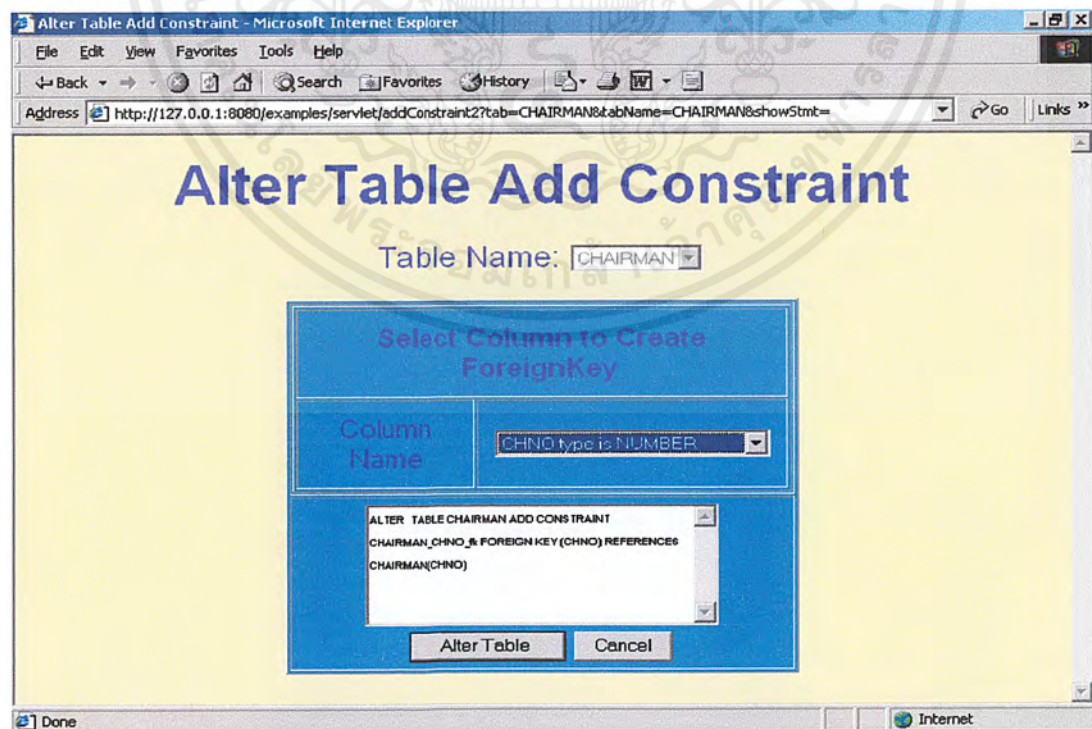 Alter Table Add Constraint - Microsoft Internet Explorer
File Edit View Favorites Tools Help
Back Search Favorites History
Address http://127.0.0.1:8080/examples/servlet/addConstraint2?tab=CHAIRMAN&tabName=CHAIRMAN&showStmt= Go Links »
Alter Table Add Constraint
Table Name: CHAIRMAN
Select Column to Create
ForeignKey
Column
Name
CHNO type is NUMBER
ALTER TABLE CHAIRMAN ADD CONSTRAINT
CHAIRMAN_CHNO_fk FOREIGN KEY (CHNO) REFERENCES
CHAIRMAN(CHNO)
Alter Table Cancel
Done Internet